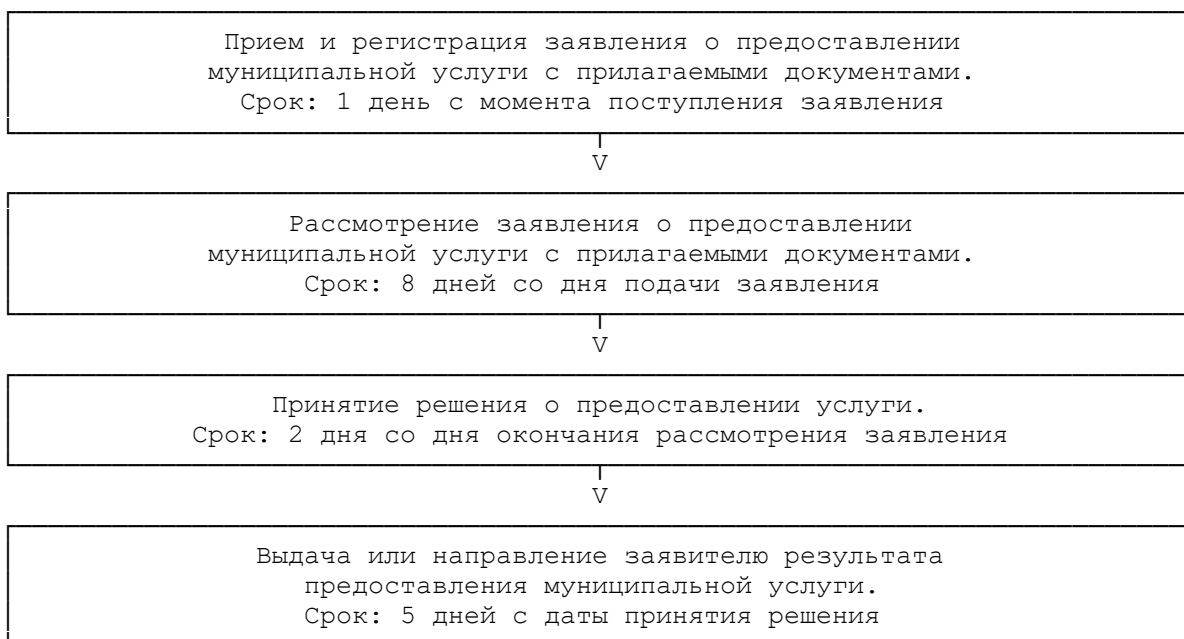 Прием и регистрация заявления о предоставлении
муниципальной услуги с прилагаемыми документами.
Срок: 1 день с момента поступления заявления
V
Рассмотрение заявления о предоставлении
муниципальной услуги с прилагаемыми документами.
Срок: 8 дней со дня подачи заявления
V
Принятие решения о предоставлении услуги.
Срок: 2 дня со дня окончания рассмотрения заявления
V
Выдача или направление заявителю результата
предоставления муниципальной услуги.
Срок: 5 дней с даты принятия решения